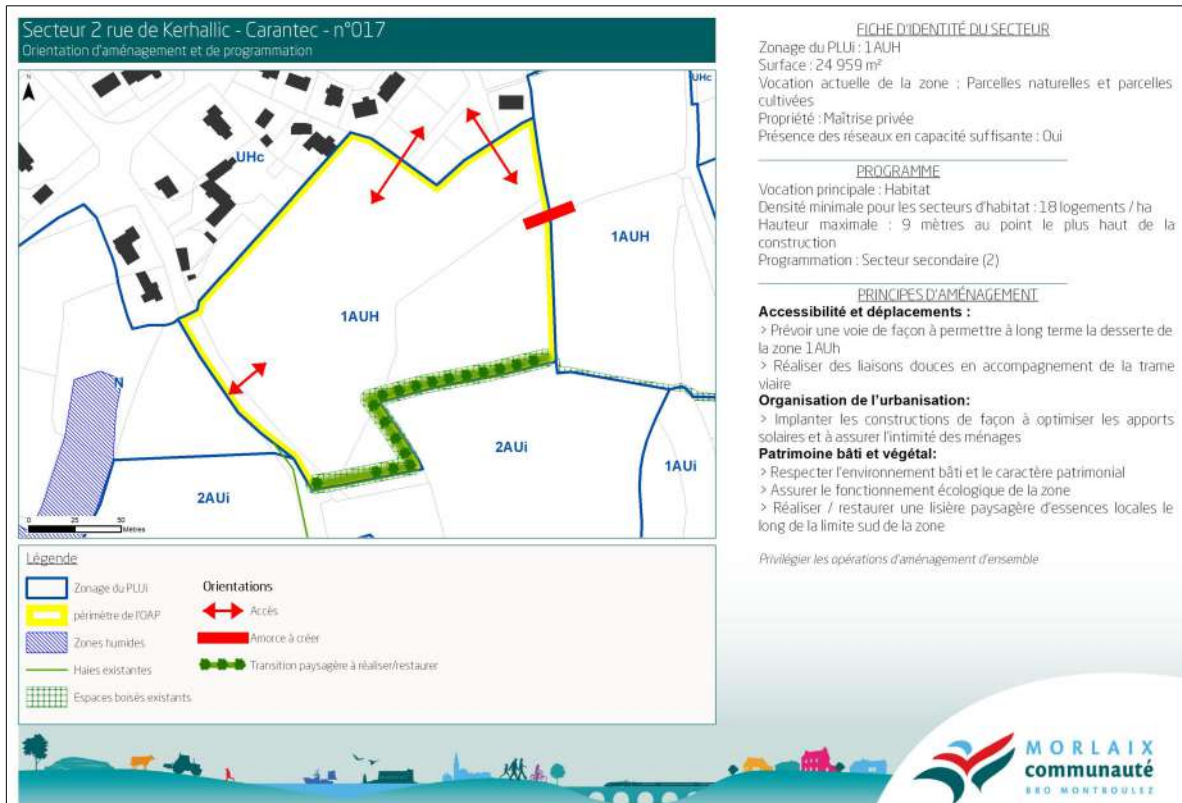 Secteur 2 rue de Kerhallic - Carantec - n°017
Orientation d'aménagement et de programmation
N
UHc
UHc
1AUH
1AUH
N
2AUi
2AUi
1AUi
0 25 50
Mètres
Légende
Zonage du PLUi
périmètre de l'OAP
Zones humides
Haies existantes
Espaces boisés existants
Orientations
Accès
Amorce à créer
Transition paysagère à réaliser/restaurer
FICHE D'IDENTITÉ DU SECTEUR
Zonage du PLUi : 1AUH
Surface : 24 959 m²
Vocation actuelle de la zone : Parcelles naturelles et parcelles
cultivées
Propriété : Maîtrise privée
Présence des réseaux en capacité suffisante : Oui
PROGRAMME
Vocation principale : Habitat
Densité minimale pour les secteurs d'habitat : 18 logements / ha
Hauteur maximale : 9 mètres au point le plus haut de la
construction
Programmation : Secteur secondaire (2)
PRINCIPES D'AMÉNAGEMENT
Accessibilité et déplacements :
> Prévoir une voie de façon à permettre à long terme la desserte de
la zone 1AUh
> Réaliser des liaisons douces en accompagnement de la trame
viaire
Organisation de l'urbanisation:
> Implanter les constructions de façon à optimiser les apports
solaires et à assurer l'intimité des ménages
Patrimoine bâti et végétal:
> Respecter l'environnement bâti et le caractère patrimonial
> Assurer le fonctionnement écologique de la zone
> Réaliser / restaurer une lisière paysagère d'essences locales le
long de la limite sud de la zone
Privilégier les opérations d'aménagement d'ensemble
MORLAIX
communauté
BRO MONTROULEZ